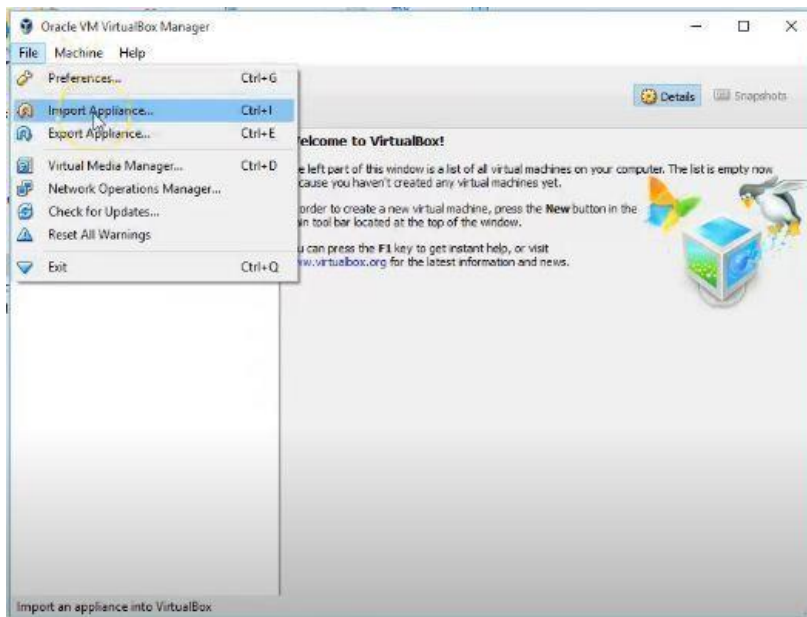 Oracle VM VirtualBox Manager
File Machine Help
Preferences... Ctrl+G
Import Appliance... Ctrl+I
Export Appliance... Ctrl+E
Virtual Media Manager... Ctrl+D
Network Operations Manager...
Check for Updates...
Reset All Warnings
Exit Ctrl+Q
Details Snapshots
elcome to VirtualBox!
e left part of this window is a list of all virtual machines on your computer. The list is empty now
cause you haven't created any virtual machines yet.
order to create a new virtual machine, press the New button in the
in tool bar located at the top of the window.
u can press the F1 key to get instant help, or visit
ww.virtualbox.org for the latest information and news.
Import an appliance into VirtualBox